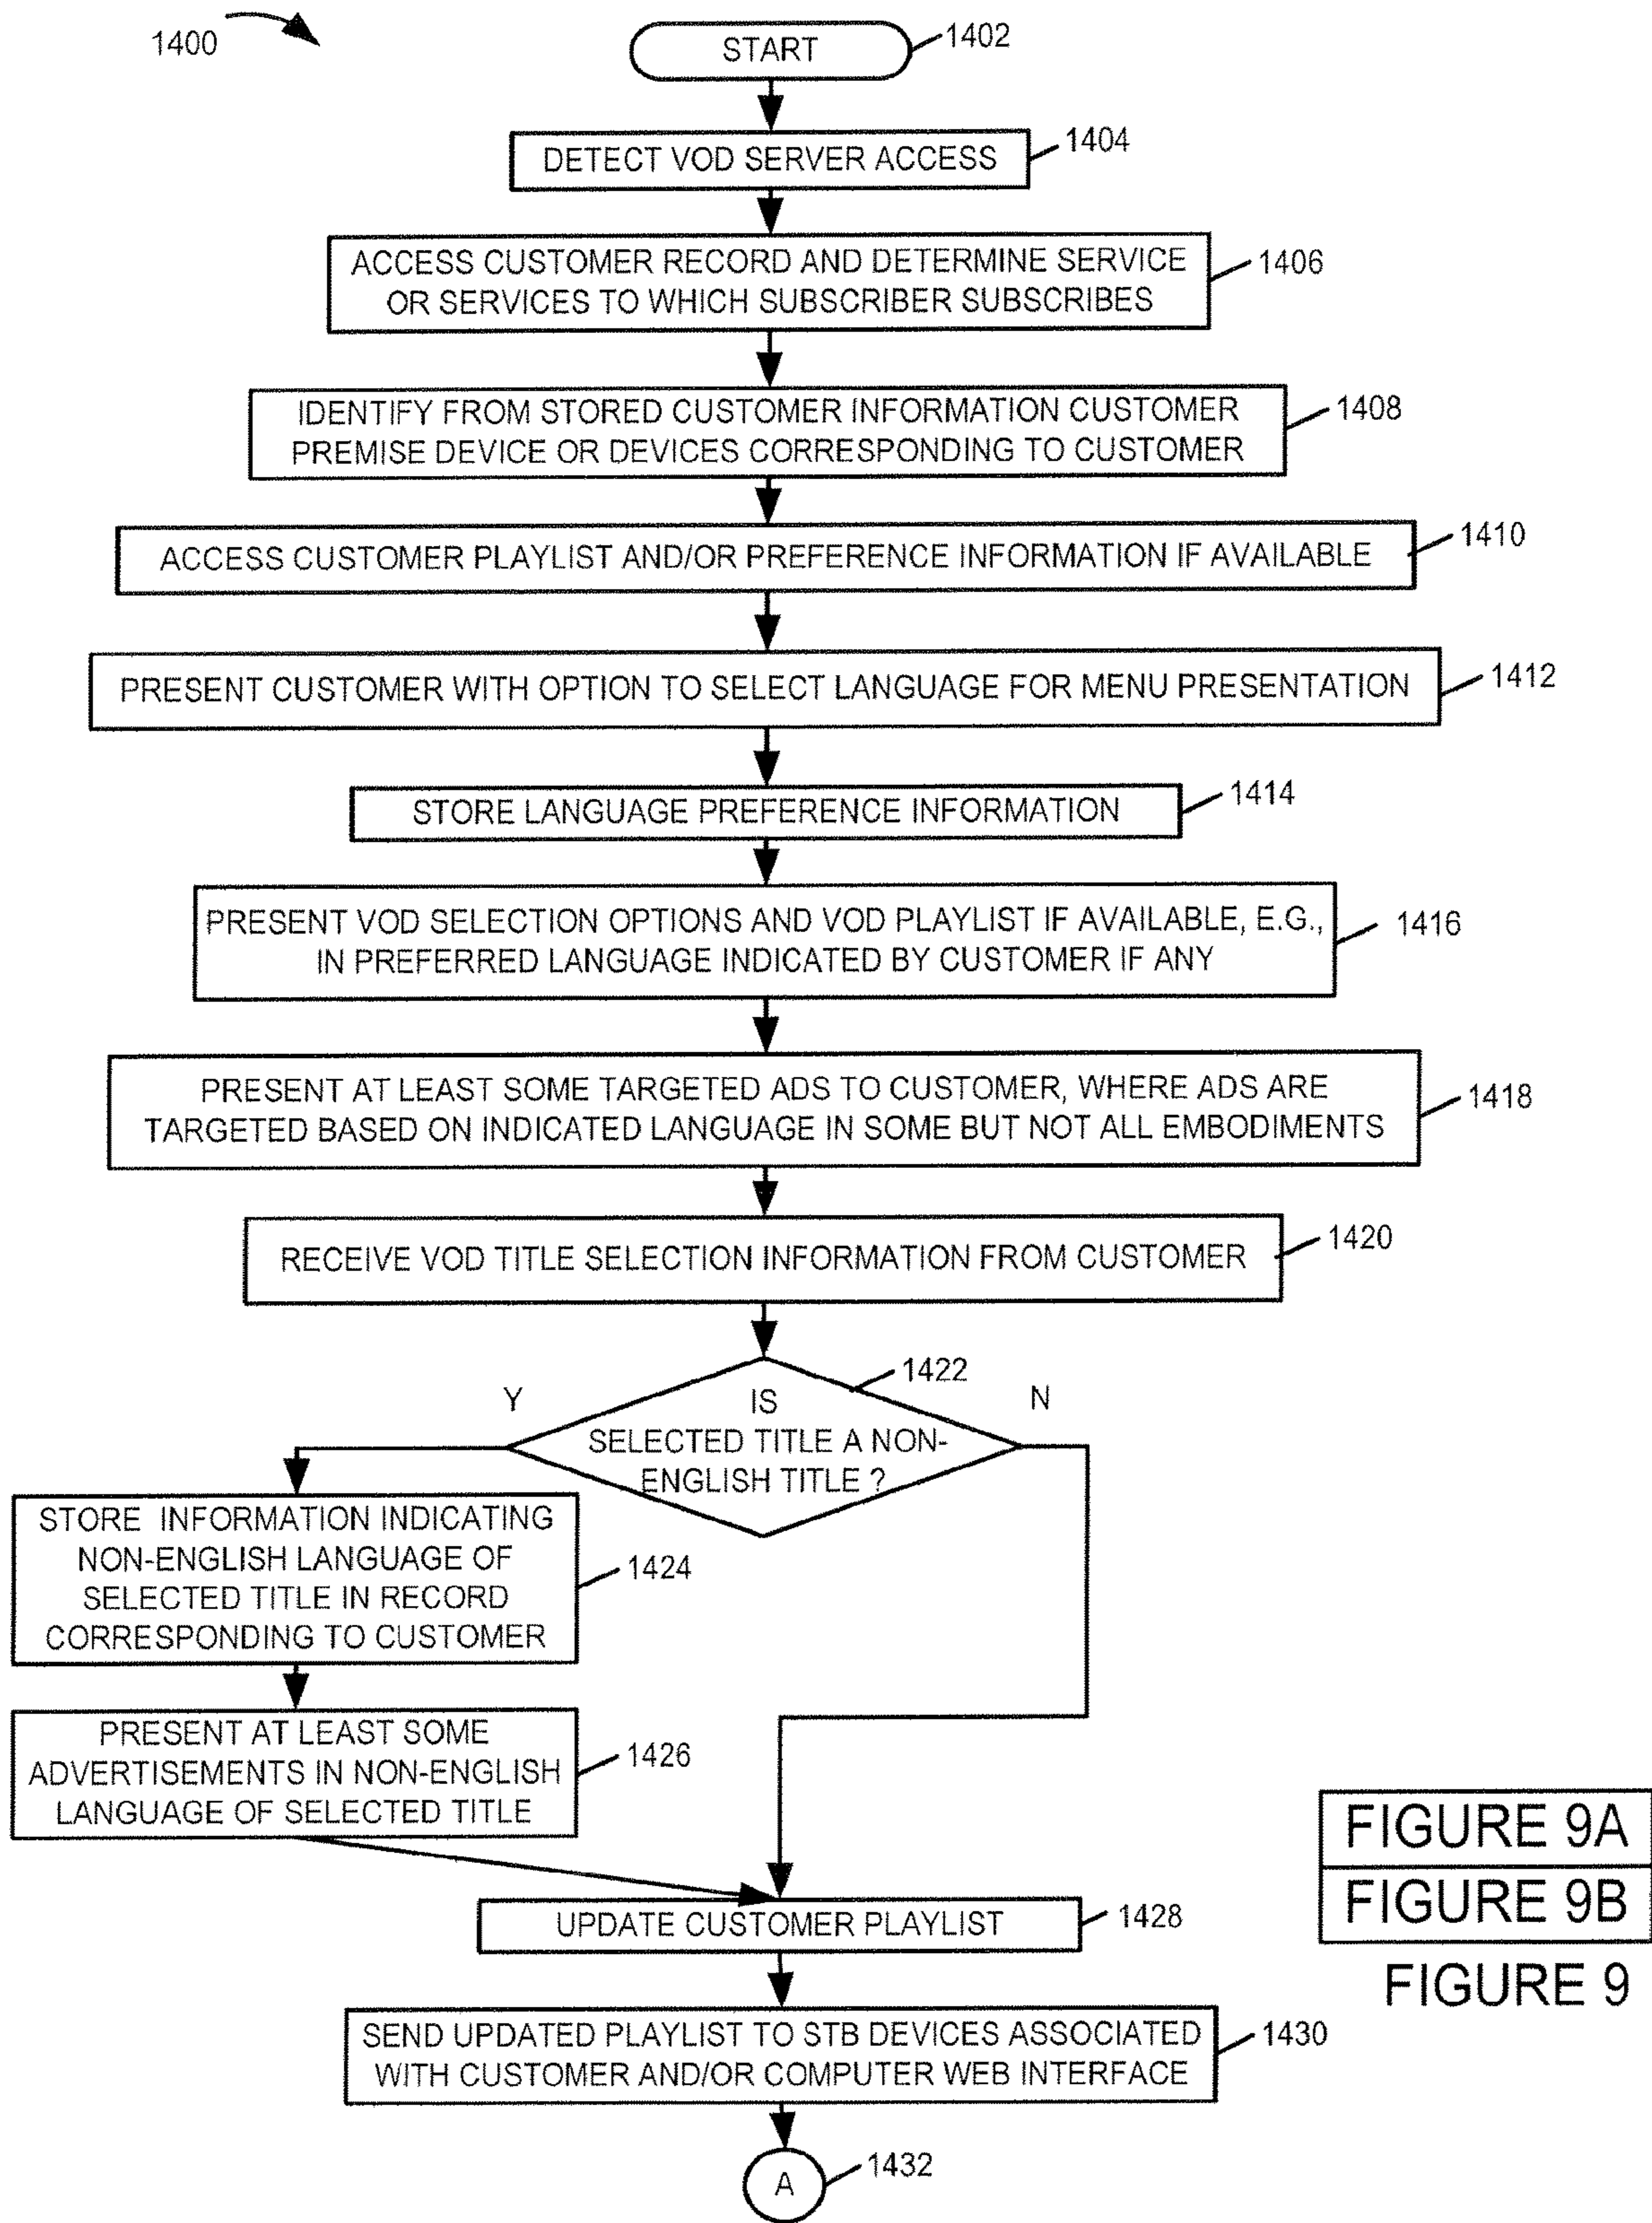 1400
START
1402
DETECT VOD SERVER ACCESS
1404
ACCESS CUSTOMER RECORD AND DETERMINE SERVICE
OR SERVICES TO WHICH SUBSCRIBER SUBSCRIBES
1406
IDENTIFY FROM STORED CUSTOMER INFORMATION CUSTOMER
PREMISE DEVICE OR DEVICES CORRESPONDING TO CUSTOMER
1408
ACCESS CUSTOMER PLAYLIST AND/OR PREFERENCE INFORMATION IF AVAILABLE
1410
PRESENT CUSTOMER WITH OPTION TO SELECT LANGUAGE FOR MENU PRESENTATION
1412
STORE LANGUAGE PREFERENCE INFORMATION
1414
PRESENT VOD SELECTION OPTIONS AND VOD PLAYLIST IF AVAILABLE, E.G.,
IN PREFERRED LANGUAGE INDICATED BY CUSTOMER IF ANY
1416
PRESENT AT LEAST SOME TARGETED ADS TO CUSTOMER, WHERE ADS ARE
TARGETED BASED ON INDICATED LANGUAGE IN SOME BUT NOT ALL EMBODIMENTS
1418
RECEIVE VOD TITLE SELECTION INFORMATION FROM CUSTOMER
1420
1422
Y
IS
SELECTED TITLE A NON-
ENGLISH TITLE ?
N
STORE INFORMATION INDICATING
NON-ENGLISH LANGUAGE OF
SELECTED TITLE IN RECORD
CORRESPONDING TO CUSTOMER
1424
PRESENT AT LEAST SOME
ADVERTISEMENTS IN NON-ENGLISH
LANGUAGE OF SELECTED TITLE
1426
UPDATE CUSTOMER PLAYLIST
1428
SEND UPDATED PLAYLIST TO STB DEVICES ASSOCIATED
WITH CUSTOMER AND/OR COMPUTER WEB INTERFACE
1430
A
1432
FIGURE 9A
FIGURE 9B
FIGURE 9